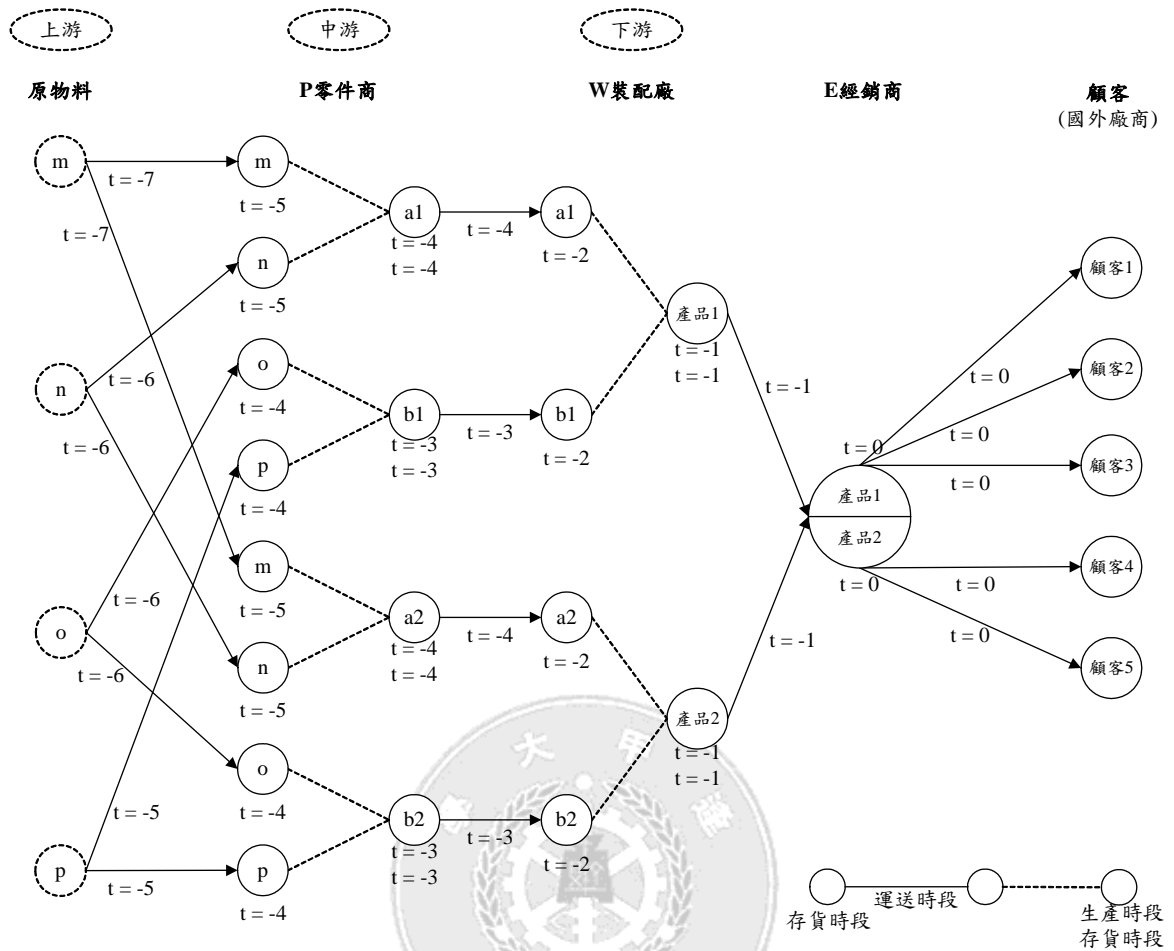 上游
中游
下游
原物料
P零件商
W裝配廠
E經銷商
顧客
(國外廠商)
m
t = -7
t = -7
m
t = -5
a1
t = -4
t = -4
t = -4
a1
t = -2
n
t = -5
產品1
t = -1
t = -1
顧客1
n
t = -6
t = -6
o
t = -4
b1
t = -3
t = -3
t = -3
b1
t = -2
t = -1
t=0
顧客2
t = 0
p
t = -4
t=0
產品1
產品2
t=0
t = 0
顧客3
o
t = -6
t = -6
m
t = -5
a2
t = -4
t = -4
t = -4
a2
t = -2
t = -1
t = 0
顧客4
t = 0
顧客5
n
t = -5
產品2
t = -1
t = -1
大 甲
o
t = -4
p
t = -5
t = -5
p
t = -4
b2
t = -3
t = -3
t = -3
b2
t = -2
存貨時段
運送時段
生產時段
存貨時段